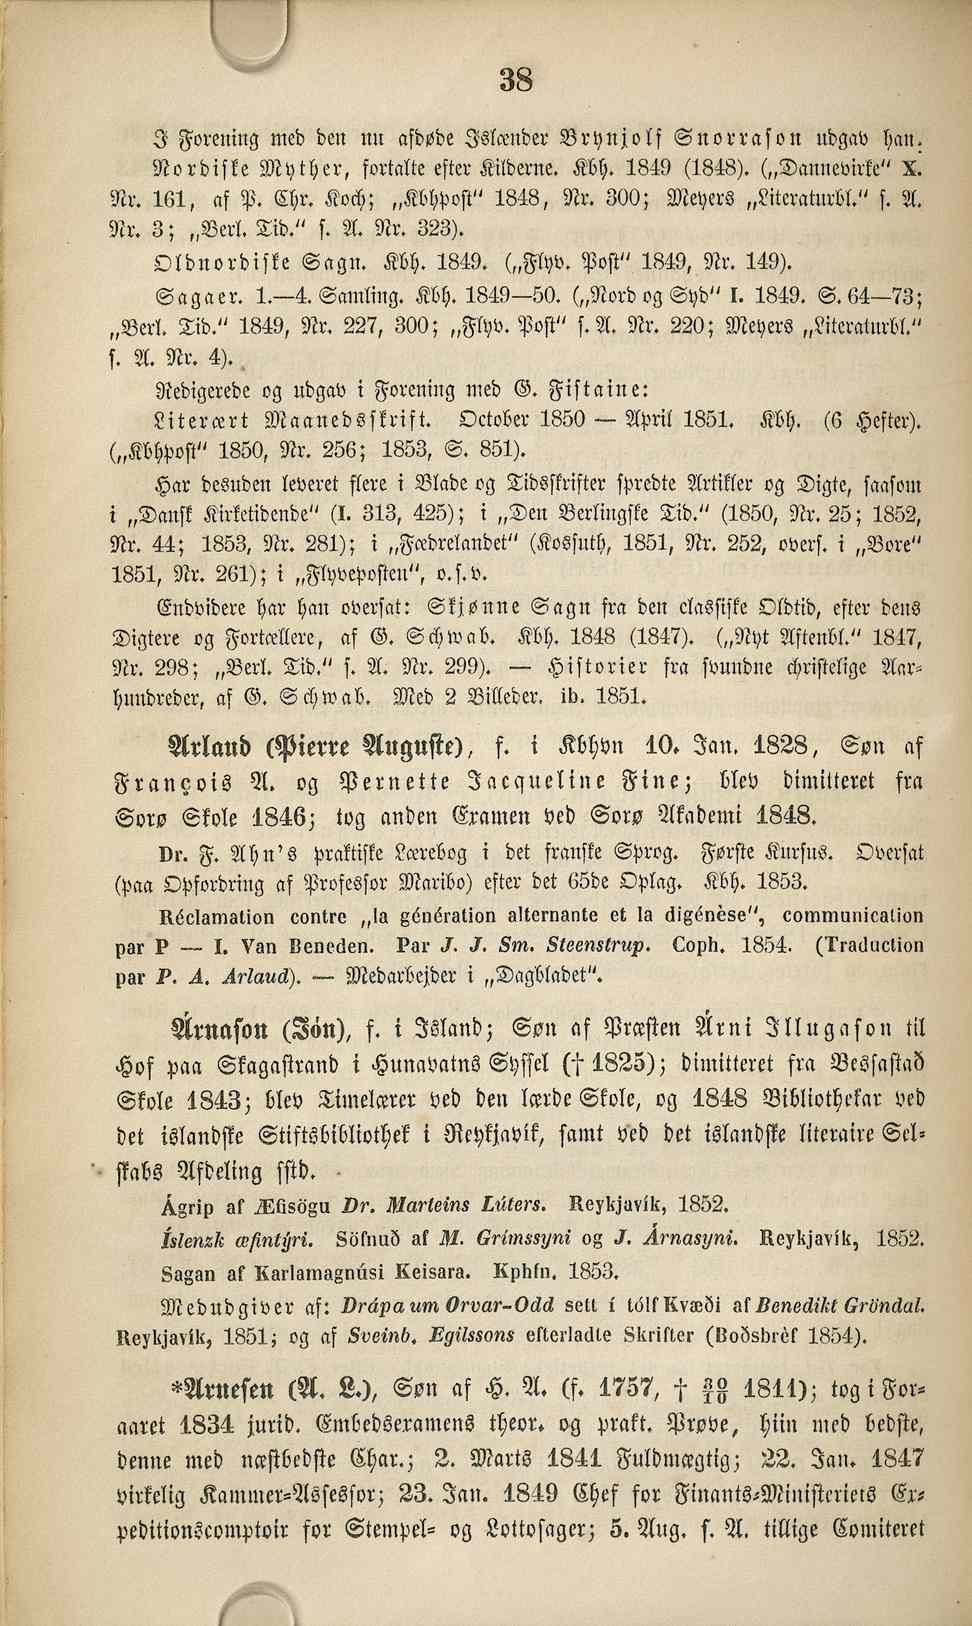 38
I Forening med den nu afdøde Islænder Brynjolf Snorrason udgav han:
Nordiske Myther, fortalte efter Kilderne. Kbh. 1849 (1848). („Dannevirke“ X.
Nr. 161, af P. Chr. Koch; „Kbhpost“ 1848, Nr. 300; Meyers „Literaturbl.“ s. A.
Nr. 3; „Berl. Tid.“ s. A. Nr. 323).
Oldnordiske Sagn. Kbh. 1849. („Flyv. Post“ 1849, Nr. 149).
Sagaer. 1.—4. Samling. Kbh. 1849—50. („Nord og Syd“ I. 1849. S. 64—73;
„Berl. Tid.“ 1849, Nr. 227, 300; „Flyv. Post“ s. A. Nr. 220; Meyers „Literaturbl.“
s. A. Nr. 4).
Redigerede og udgav i Forening med G. Fistaine:
Literært Maanedsskrift. October 1850 — April 1851. Kbh. (6 Hefter).
(„Kbhpost“ 1850, Nr. 256; 1853, S. 851).
Har desuden leveret flere i Blade og Tidsskrifter spredte Artikler og Digte, saasom
i „Dansk Kirketidende“ (I. 313, 425); i „Den Berlingske Tid.“ (1850, Nr. 25; 1852,
Nr. 44; 1853, Nr. 281); i „Fædrelandet“ (Kossuth, 1851, Nr. 252, overs. i „Bore“
1851, Nr. 261); i „Flyveposten“, o.s.v.
Endvidere har han oversat: Skjønne Sagn fra den classiske Oldtid, efter dens
Digtere og Fortællere, af G. Schwab. Kbh. 1848 (1847). („Nyt Aftenbl.“ 1847,
Nr. 298; „Berl. Tid.“ s. A. Nr. 299). — Historier fra svundne christelige Aar-
hundreder, af G. Schwab. Med 2 Billeder. ib. 1851.
Arlaud (Pierre Auguste), f. i Kbhvn 10. Jan. 1828, Søn af
François A. og Pernette Jacqueline Fine; blev dimitteret fra
Sorø Skole 1846; tog anden Examen ved Sorø Akademi 1848.
Dr. F. Ahn's praktiske Lærebog i det franske Sprog. Første Kursus. Oversat
(paa Opfordring af Professor Maribo) efter det 65de Oplag. Kbh. 1853.
Réclamation contre „la génération alternante et la digénèse“, communication
par P — I. Van Beneden. Par J. J. Sm. Steenstrup. Coph. 1854. (Traduction
par P. A. Arlaud). — Medarbejder i „Dagbladet“.
Árnason (Jón), f. i Island; Søn af Præsten Árni Illugason til
Hof paa Skagastrand i Hunavatns Syssel († 1825); dimitteret fra Bessastað
Skole 1843; blev Timelærer ved den lærde Skole, og 1848 Bibliothekar ved
det islandske Stiftsbibliothek i Reykjavík, samt ved det islandske literaire Sel-
skabs Afdeling sstd.
Ágrip af Æfisögu Dr. Marteins Lúters. Reykjavík, 1852.
Íslenzk æfintýri. Söfnuð af M. Grímssyni og J. Árnasyni. Reykjavík, 1852.
Sagan af Karlamagnúsi Keisara. Kphfn. 1853.
Medudgiver af: Drápa um Orvar-Odd sett í tólf Kvæði af Benedikt Gröndal.
Reykjavík, 1851; og af Sveinb. Egilssons efterladte Skrifter (Boðsbrèf 1854).
*Arnesen (A. L.), Søn af H. A. (f. 1757, † 30/10 1811); tog i For-
aaret 1834 jurid. Embedsexamens theor. og prakt. Prøve, hiin med bedste,
denne med næstbedste Char.; 2. Marts 1841 Fuldmægtig; 22. Jan. 1847
virkelig Kammer-Assessor; 23. Jan. 1849 Chef for Finants-Ministeriets Ex-
peditionscomptoir for Stempel- og Lottosager; 5. Aug. s. A. tillige Comiteret